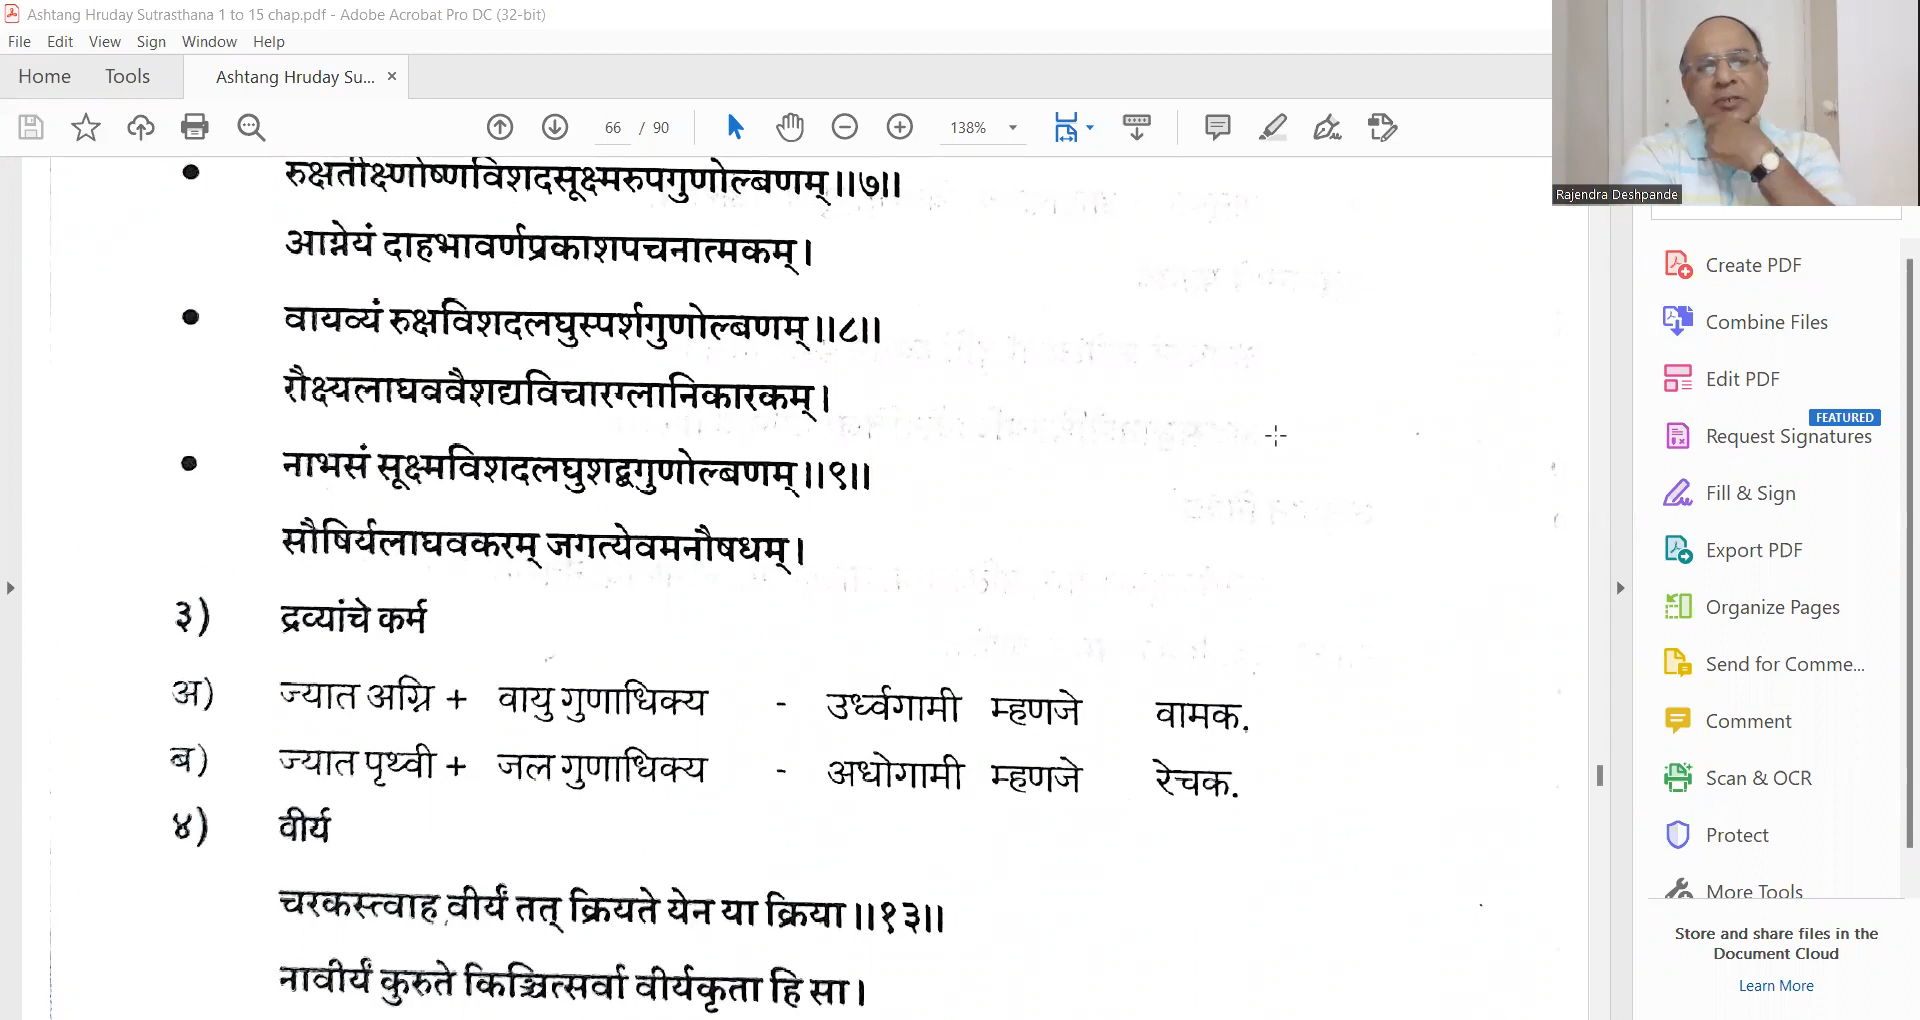 Ashtang Hruday Sutrasthana 1 to 15 chap.pdf - Adobe Acrobat Pro DC (32-bit)
File Edit View Sign Window Help
Home Tools Ashtang Hruday Su... ×
66 / 90 138%
Rajendra Deshpande
• रुक्षतीक्ष्णोष्णविशदसूक्ष्मरुपगुणोल्बणम्।।७।।
आग्नेयं दाहभावर्णप्रकाशपचनात्मकम्।
• वायव्यं रुक्षविशदलघुस्पर्शगुणोल्बणम्।।८।।
रौक्ष्यलाघववैशद्यविचारग्लानिकारकम्।
• नाभसं सूक्ष्मविशदलघुशद्वगुणोल्बणम्।।९।।
सौषिर्यलाघवकरम् जगत्येवमनौषधम्।
३) द्रव्यांचे कर्म
अ) ज्यात अग्नि + वायु गुणाधिक्य - उर्ध्वगामी म्हणजे वामक.
ब) ज्यात पृथ्वी + जल गुणाधिक्य - अधोगामी म्हणजे रेचक.
४) वीर्य
चरकस्त्वाह वीर्यं तत् क्रियते येन या क्रिया।।१३।।
नावीर्यं कुरुते किञ्चित्सर्वा वीर्यकृता हि सा।
Create PDF
Combine Files
Edit PDF
FEATURED
Request Signatures
Fill & Sign
Export PDF
Organize Pages
Send for Comme...
Comment
Scan & OCR
Protect
More Tools
Store and share files in the
Document Cloud
Learn More